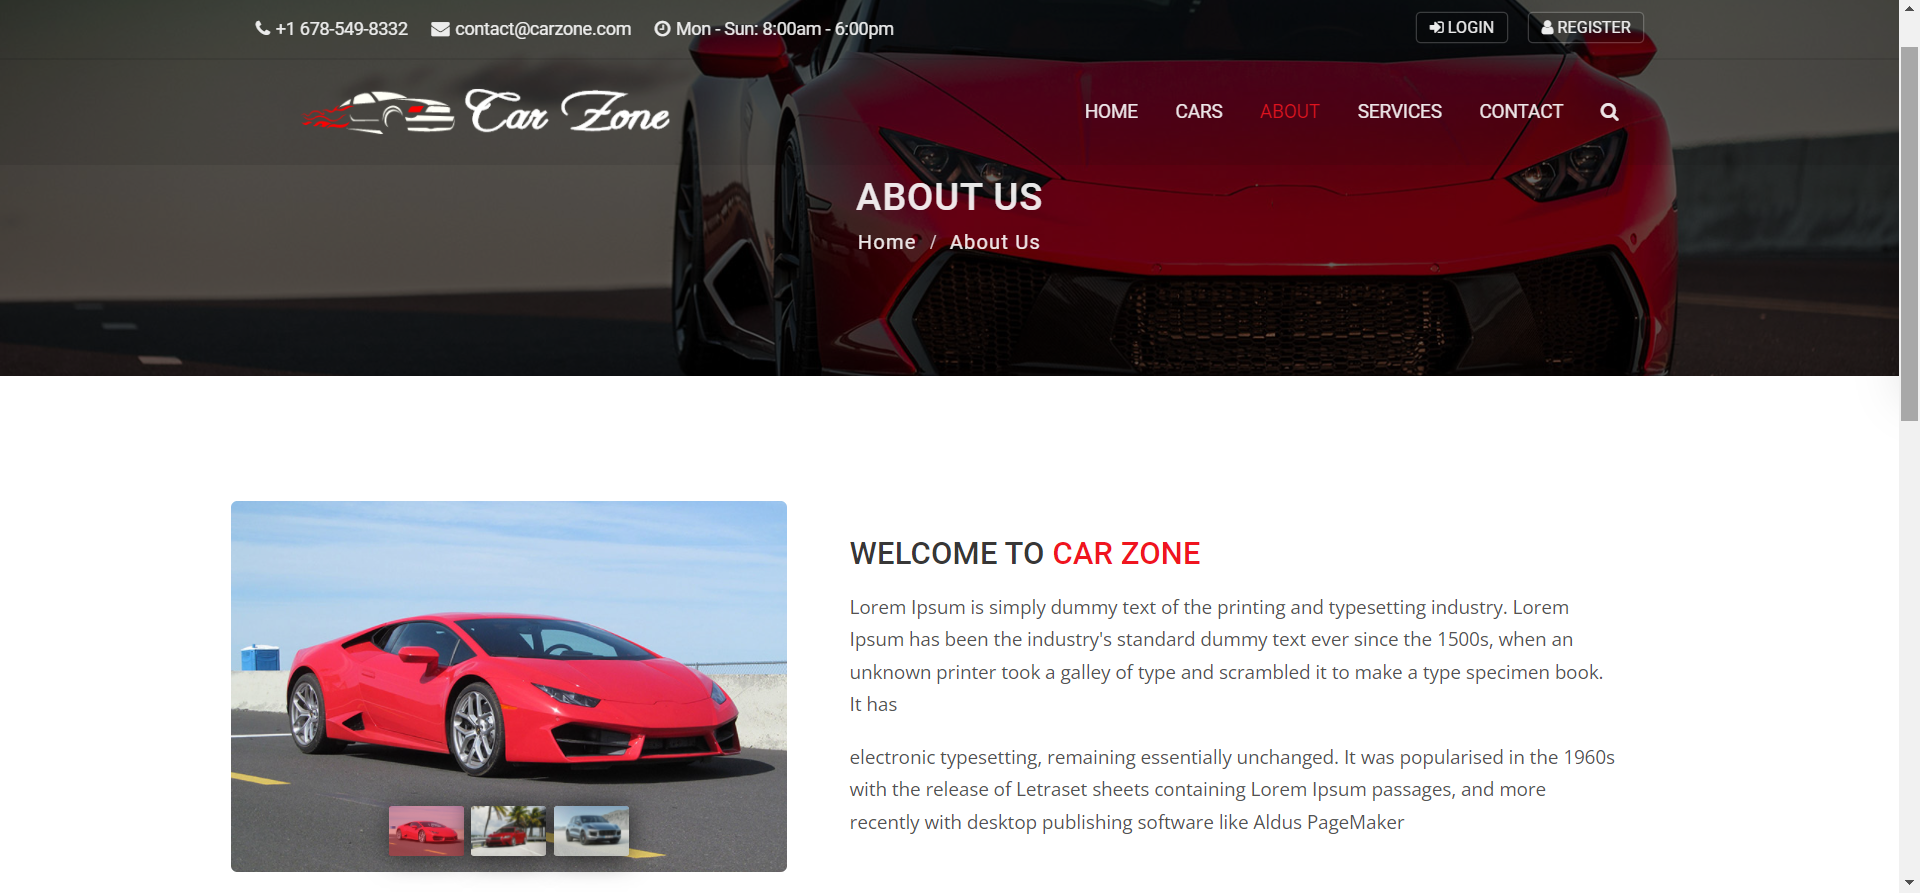 +1 678-549-8332 contact@carzone.com Mon - Sun: 8:00am - 6:00pm LOGIN REGISTER
Car Zone HOME CARS ABOUT SERVICES CONTACT
ABOUT US
Home / About Us
WELCOME TO CAR ZONE
Lorem Ipsum is simply dummy text of the printing and typesetting industry. Lorem
Ipsum has been the industry's standard dummy text ever since the 1500s, when an
unknown printer took a galley of type and scrambled it to make a type specimen book.
It has
electronic typesetting, remaining essentially unchanged. It was popularised in the 1960s
with the release of Letraset sheets containing Lorem Ipsum passages, and more
recently with desktop publishing software like Aldus PageMaker